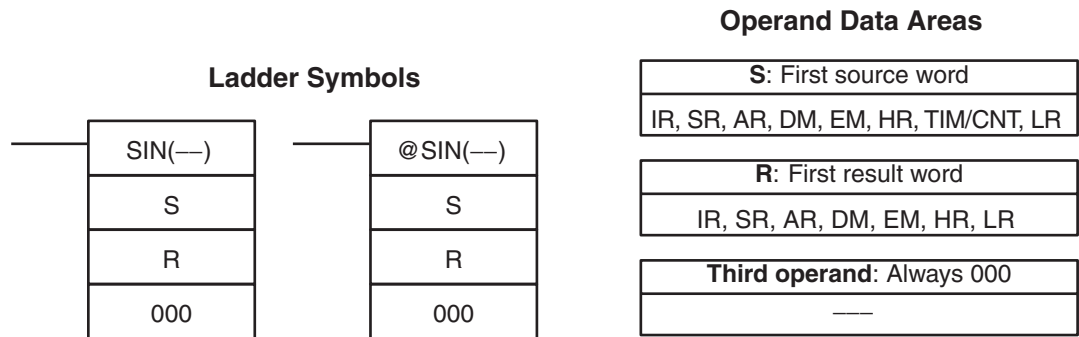 Ladder Symbols
SIN(−−)
S
R
000
@SIN(−−)
S
R
000
Operand Data Areas
S: First source word
IR, SR, AR, DM, EM, HR, TIM/CNT, LR
R: First result word
IR, SR, AR, DM, EM, HR, LR
Third operand: Always 000
−−−